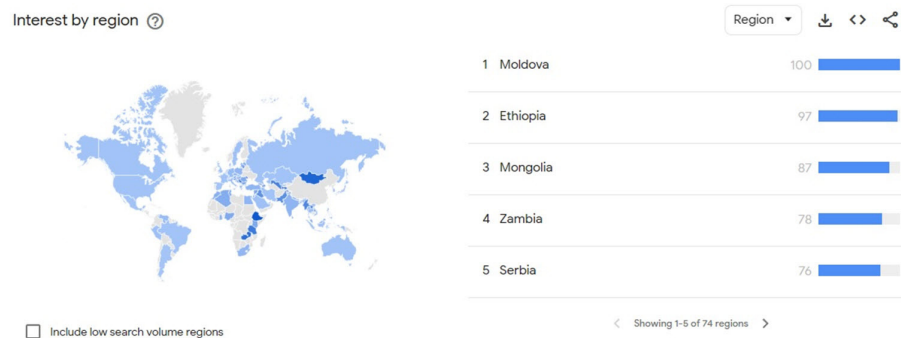 Interest by region
Region
1 Moldova 100
2 Ethiopia 97
3 Mongolia 87
4 Zambia 78
5 Serbia 76
Include low search volume regions
Showing 1-5 of 74 regions